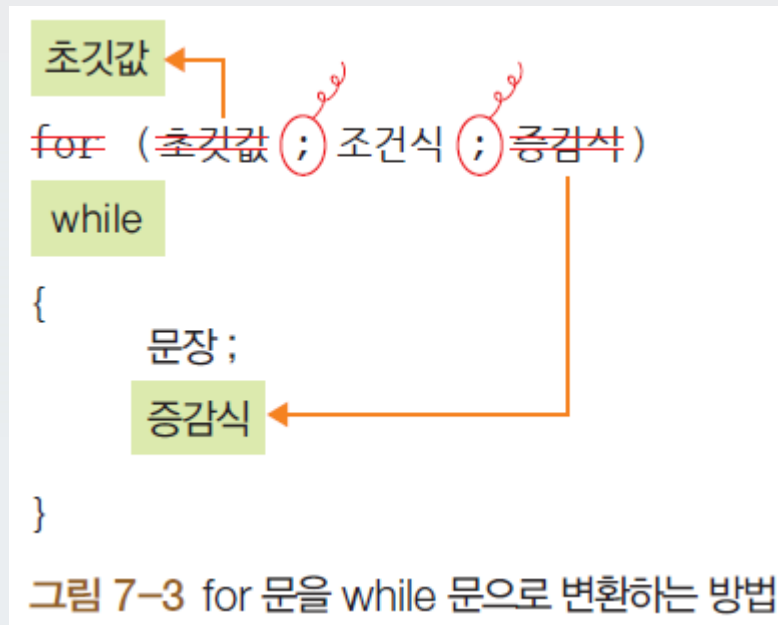 초깃값
for (초깃값 ; 조건식 ; 증감식)
while
{
문장 ;
증감식
}
그림 7-3 for 문을 while 문으로 변환하는 방법